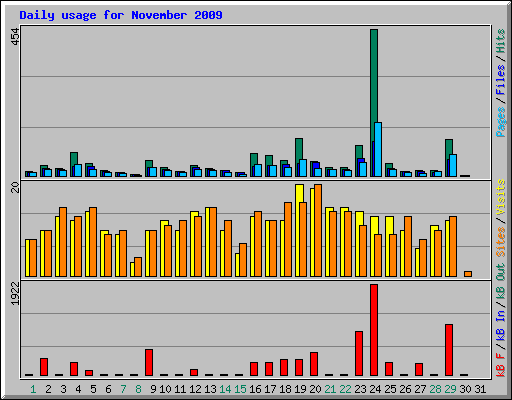 Daily usage for November 2009
454
Pages / Files / Hits
20
Sites / Visits
1922
kB F / kB In / kB Out
1 2 3 4 5 6 7 8 9 10 11 12 13 14 15 16 17 18 19 20 21 22 23 24 25 26 27 28 29 30 31